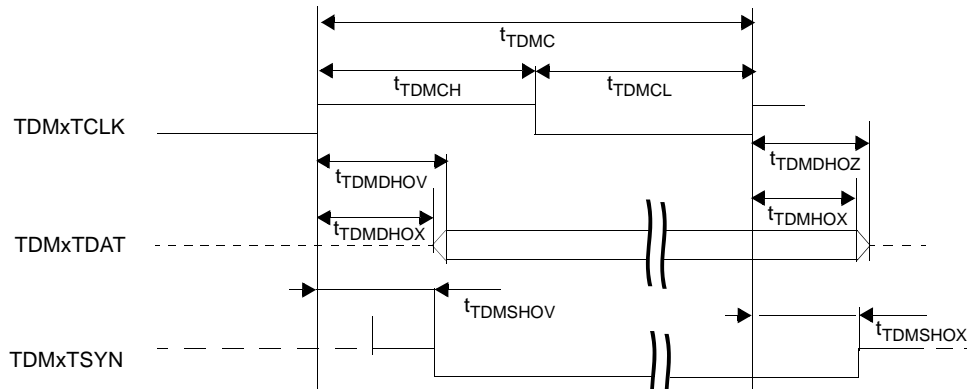 tTDMC
tTDMCH
tTDMCL
TDMxTCLK
tTDMDHOZ
tTDMDHOV
tTDMHOX
tTDMDHOX
TDMxTDAT
tTDMSHOV
tTDMSHOX
TDMxTSYN